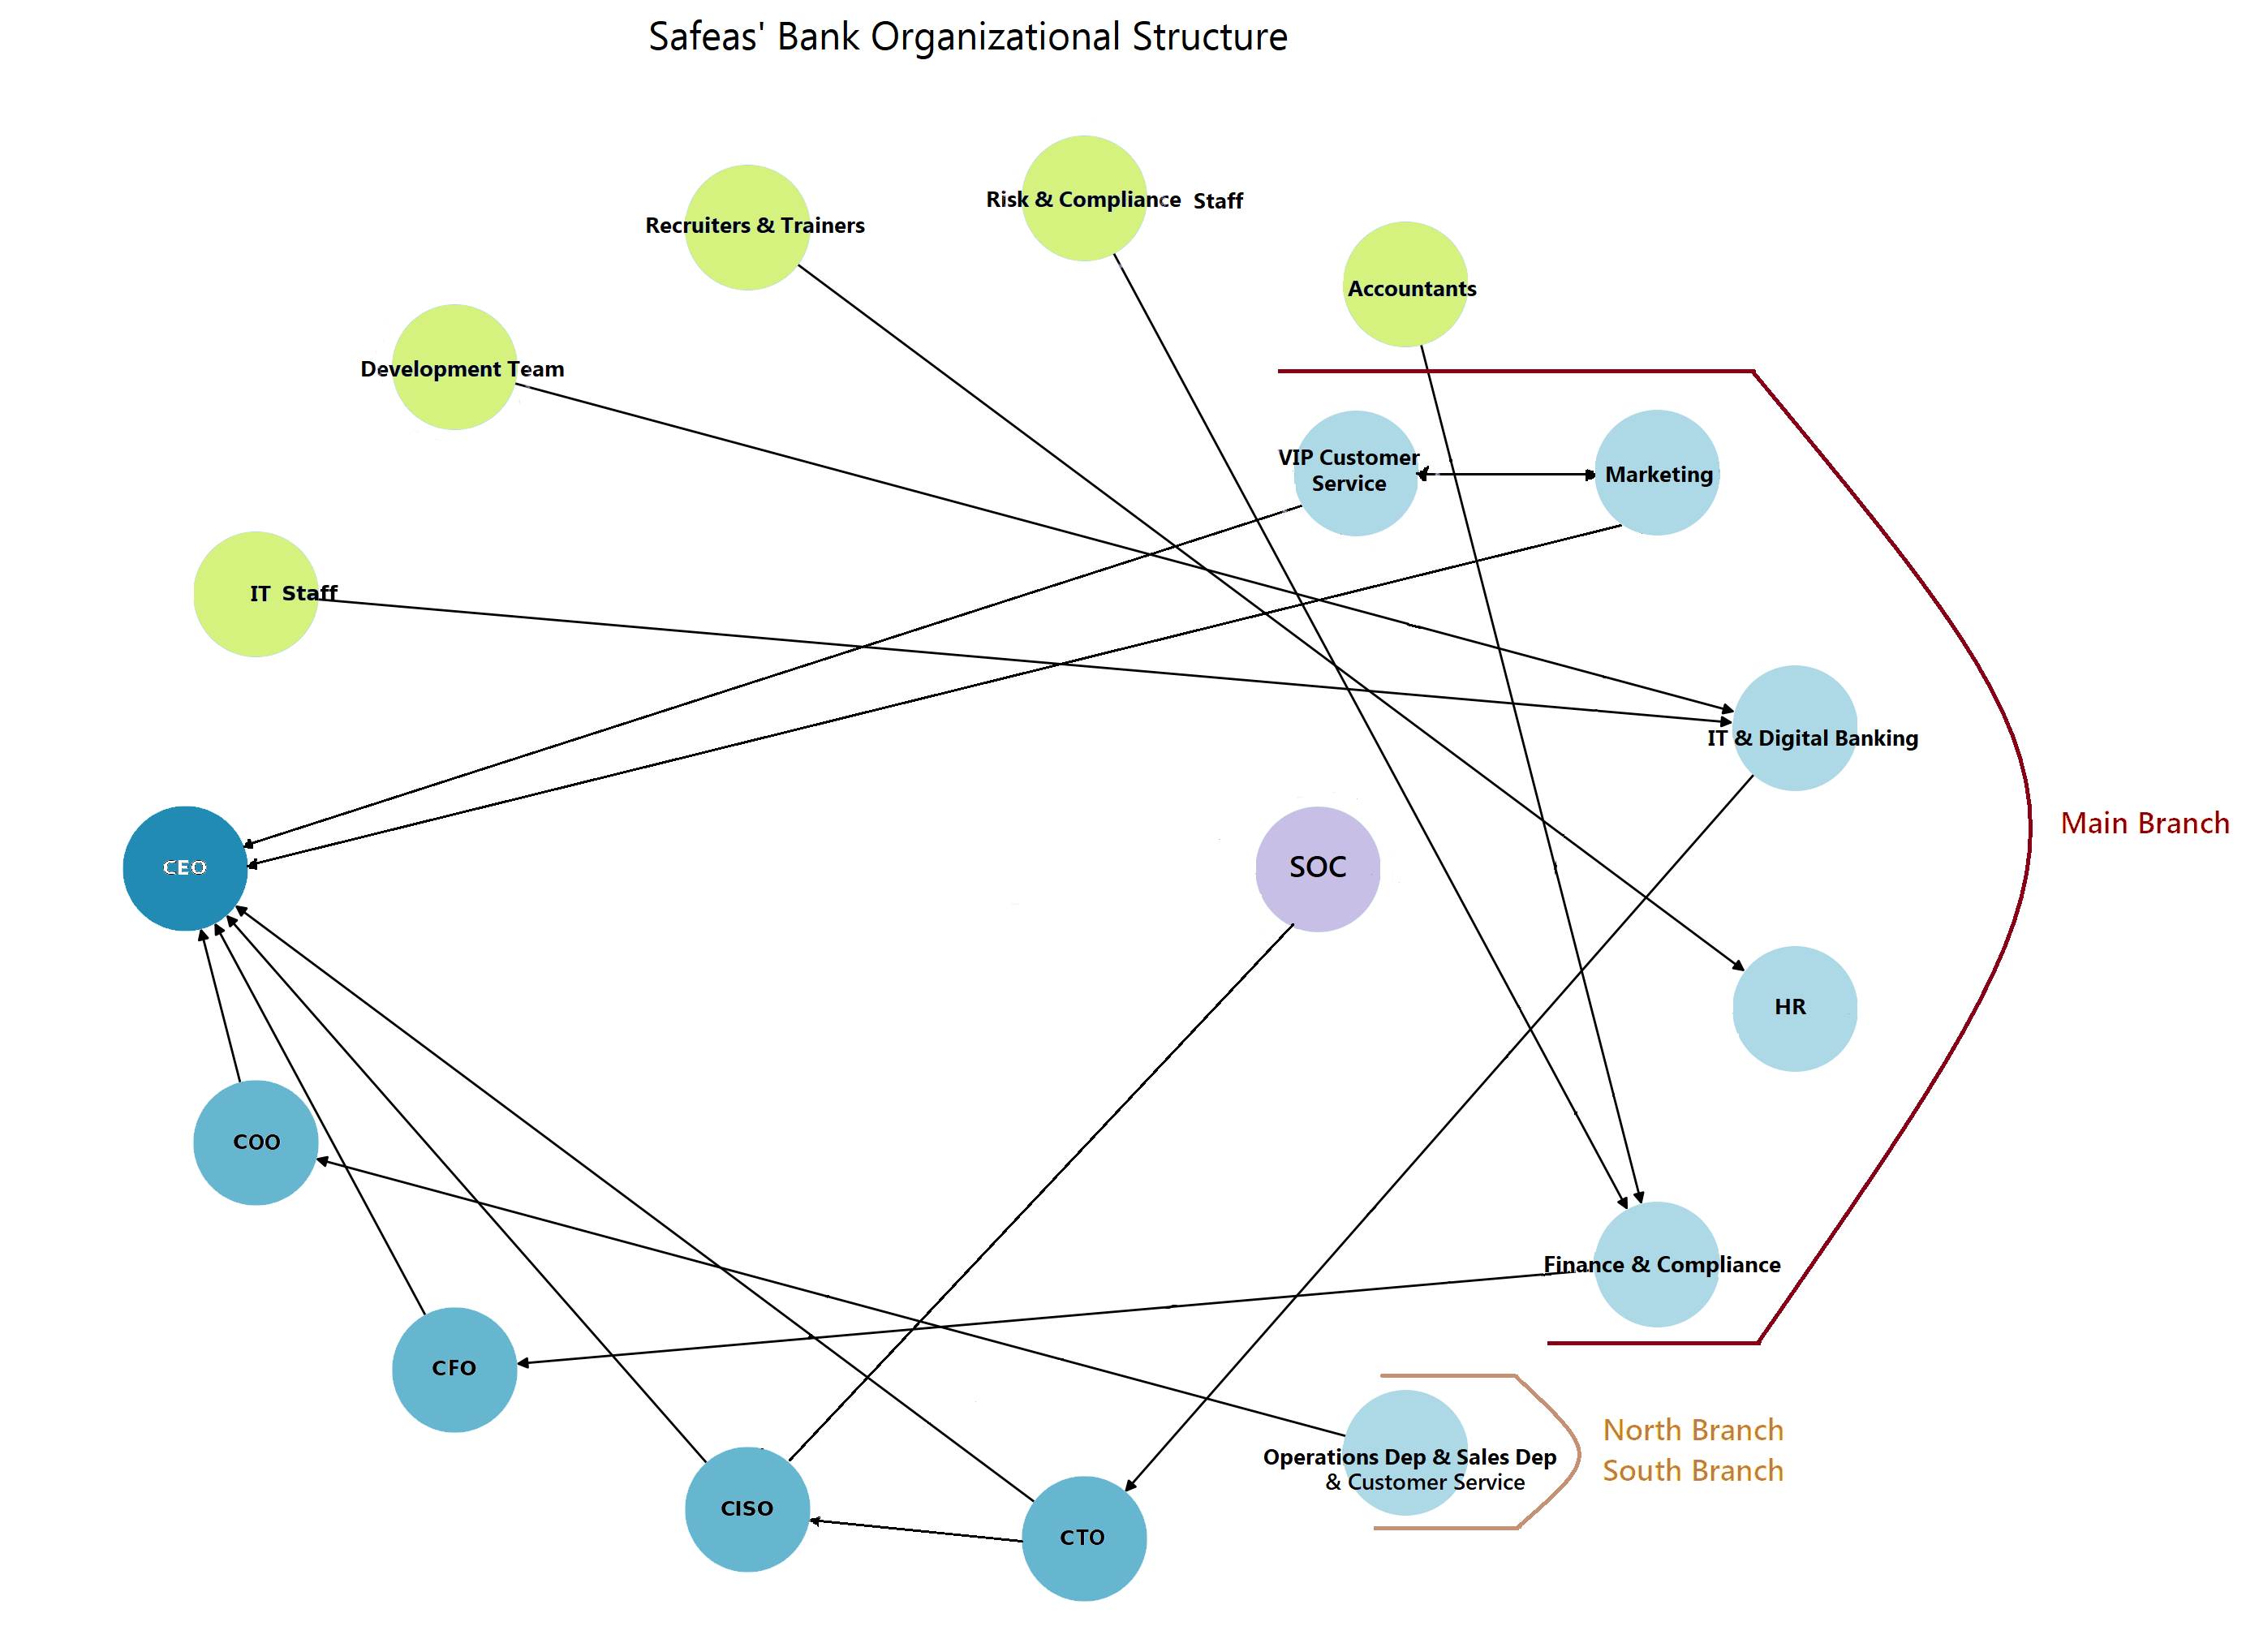 Safeas' Bank Organizational Structure
Risk & Compliance Staff
Recruiters & Trainers
Accountants
Development Team
VIP Customer
Service
Marketing
IT Staff
IT & Digital Banking
Main Branch
CEO
SOC
HR
COO
Finance & Compliance
CFO
North Branch
Operations Dep & Sales Dep
& Customer Service
South Branch
CISO
CTO